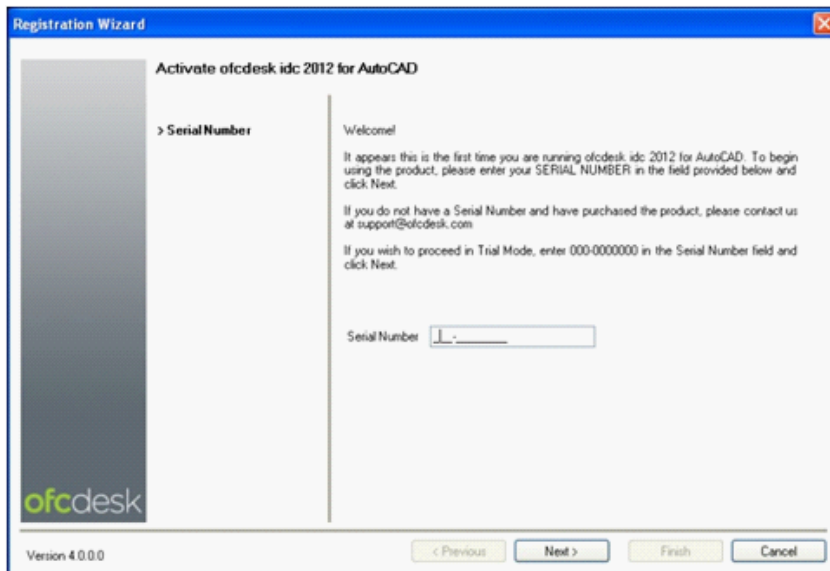 Registration Wizard
Activate ofcdesk idc 2012 for AutoCAD
> Serial Number
Welcome!
It appears this is the first time you are running ofcdesk idc 2012 for AutoCAD. To begin
using the product, please enter your SERIAL NUMBER in the field provided below and
click Next.
If you do not have a Serial Number and have purchased the product, please contact us
at support@ofcdesk.com
If you wish to proceed in Trial Mode, enter 000-0000000 in the Serial Number field and
click Next.
Serial Number ___-_______
ofcdesk
Version 4.0.0.0
< Previous Next > Finish Cancel